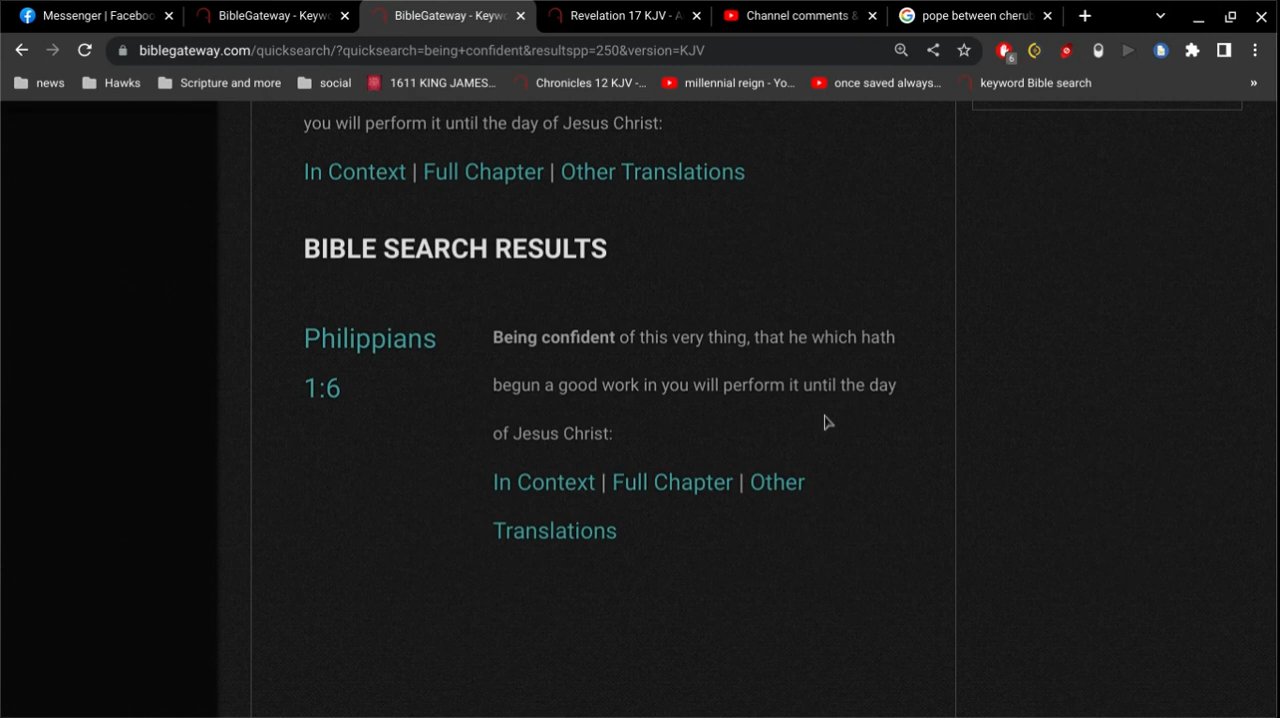 Messenger | Faceboo
BibleGateway - Keywo
BibleGateway - Keywo
Revelation 17 KJV - A
Channel comments &
pope between cherub
biblegateway.com/quicksearch/?quicksearch=being+confident&resultspp=250&version=KJV
6
news
Hawks
Scripture and more
social
1611 KING JAMES...
Chronicles 12 KJV -...
millennial reign - Yo...
once saved always...
keyword Bible search
»
you will perform it until the day of Jesus Christ:
In Context | Full Chapter | Other Translations
BIBLE SEARCH RESULTS
Philippians
1:6
Being confident of this very thing, that he which hath
begun a good work in you will perform it until the day
of Jesus Christ:
In Context | Full Chapter | Other
Translations